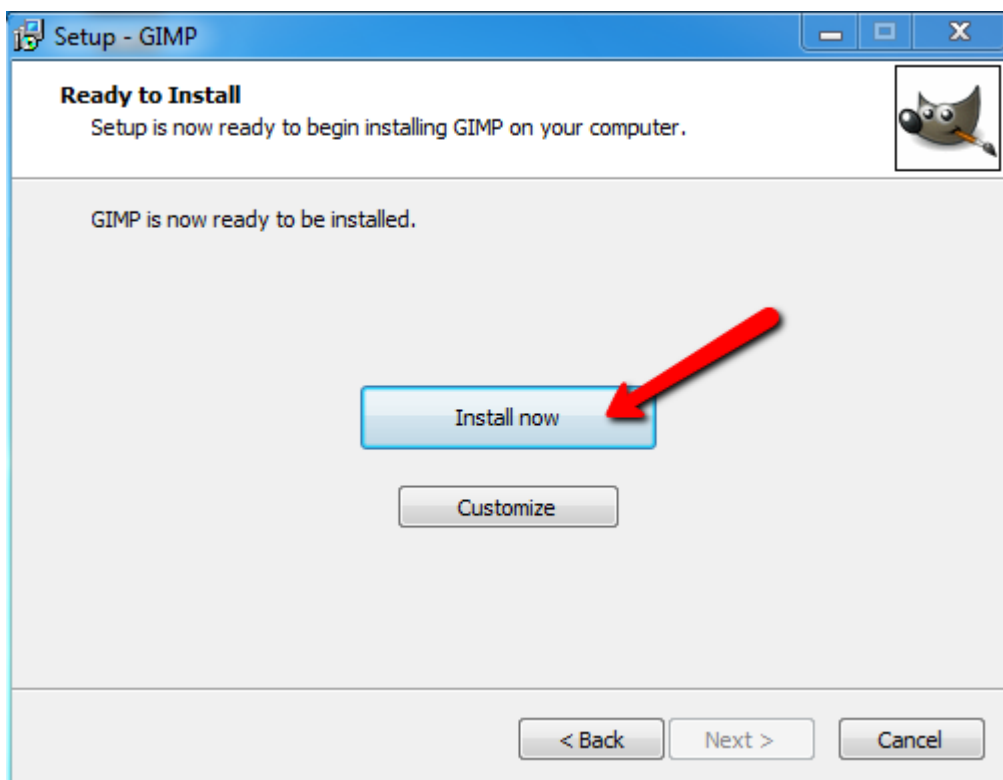 Setup - GIMP
Ready to Install
Setup is now ready to begin installing GIMP on your computer.
GIMP is now ready to be installed.
Install now
Customize
< Back Next > Cancel